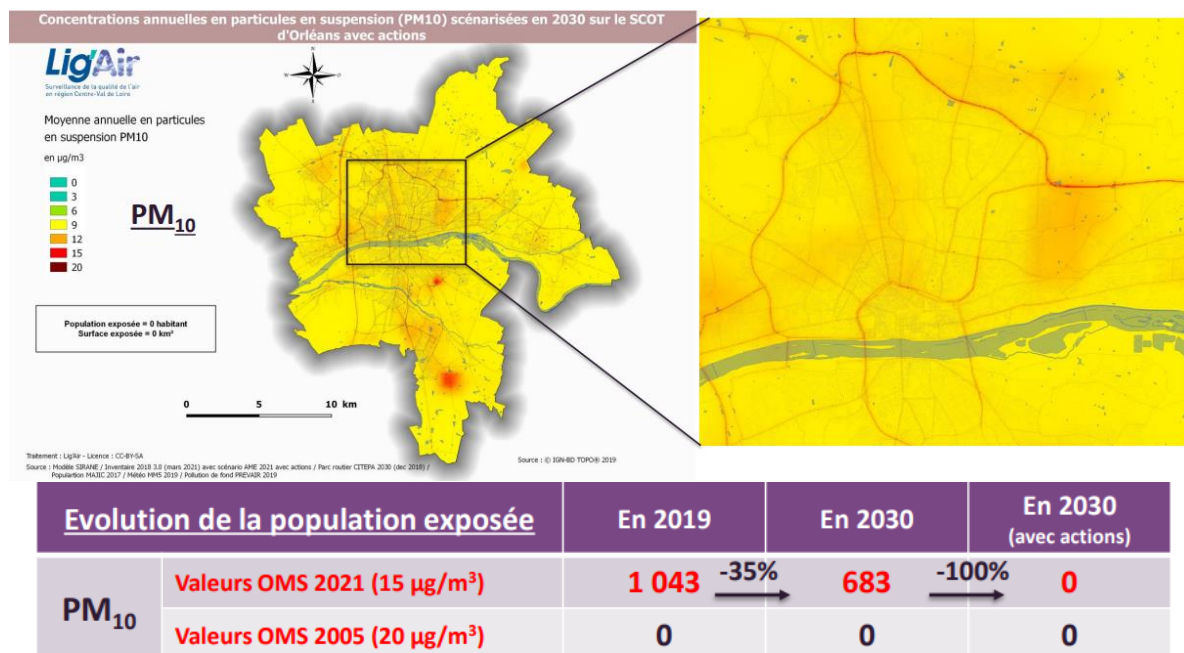 Concentrations annuelles en particules en suspension (PM10) scénarisées en 2030 sur le SCOT
d'Orléans avec actions
Lig'Air
Surveillance de la qualité de l'air
en région Centre-Val de Loire
N
Moyenne annuelle en particules
en suspension PM10
en µg/m3
0
3
6
9
12
15
20
PM10
Population exposée = 0 habitant
Surface exposée = 0 km²
0 5 10 km
Traitement : Lig'Air - Licence : CC-BY-SA
Source : Modèle SIRANE / Inventaire 2018 3.0 (mars 2021) avec scénario AME 2021 avec actions / Parc routier CITEPA 2030 (dec 2018) /
Population MAJIC 2017 / Météo MM5 2019 / Pollution de fond PREVAIR 2019
Source : © IGN-BD TOPO® 2019
Evolution de la population exposée En 2019 En 2030 En 2030
(avec actions)
PM10
Valeurs OMS 2021 (15 µg/m³) 1 043 -35% 683 -100% 0
Valeurs OMS 2005 (20 µg/m³) 0 0 0